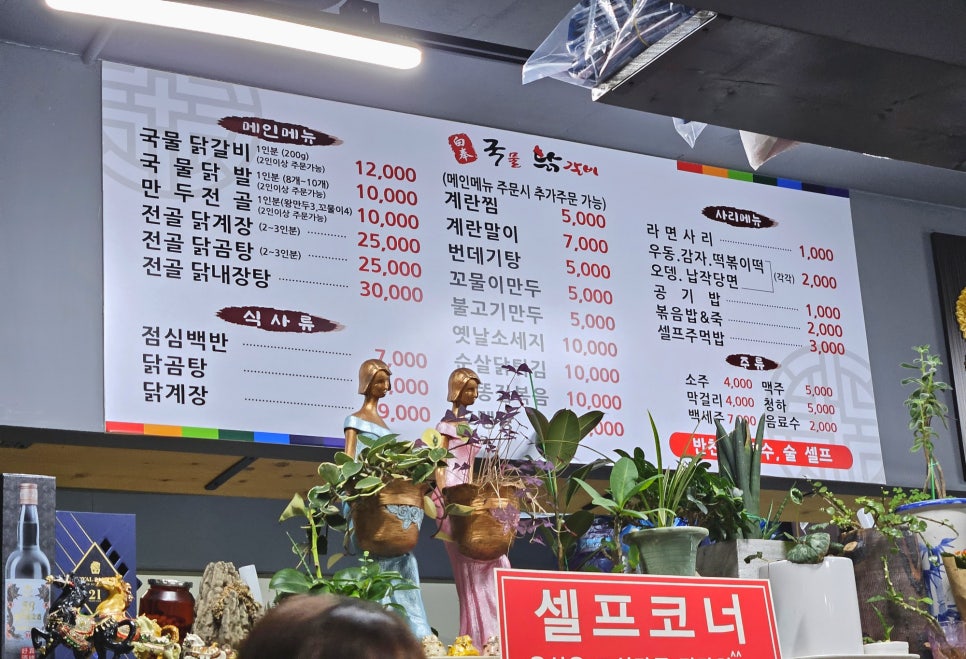 메인메뉴
국물 닭갈비 1인분 (200g) (2인이상 주문가능) 12,000
국물닭발 1인분 (8개~10개) (2인이상 주문가능) 10,000
만두전골 1인분(왕만두3,꼬물이4) (2인이상 주문가능) 10,000
전골 닭계장 (2~3인분) 25,000
전골 닭곰탕 (2~3인분) 25,000
전골 닭내장탕 30,000
식사류
점심백반 7,000
닭곰탕
닭계장 9,000
국물 닭갈비
(메인메뉴 주문시 추가주문 가능)
계란찜 5,000
계란말이 7,000
번데기탕 5,000
꼬물이만두 5,000
불고기만두 5,000
옛날소세지 10,000
순살닭튀김 10,000
10,000
사리메뉴
라면사리 1,000
우동.감자.떡볶이떡
오뎅.납작당면 (각각) 2,000
공기밥 1,000
볶음밥&죽 2,000
셀프주먹밥 3,000
주류
소주 4,000 맥주 5,000
막걸리 4,000 청하 5,000
백세주 음료수 2,000
술 셀프
셀프코너
21